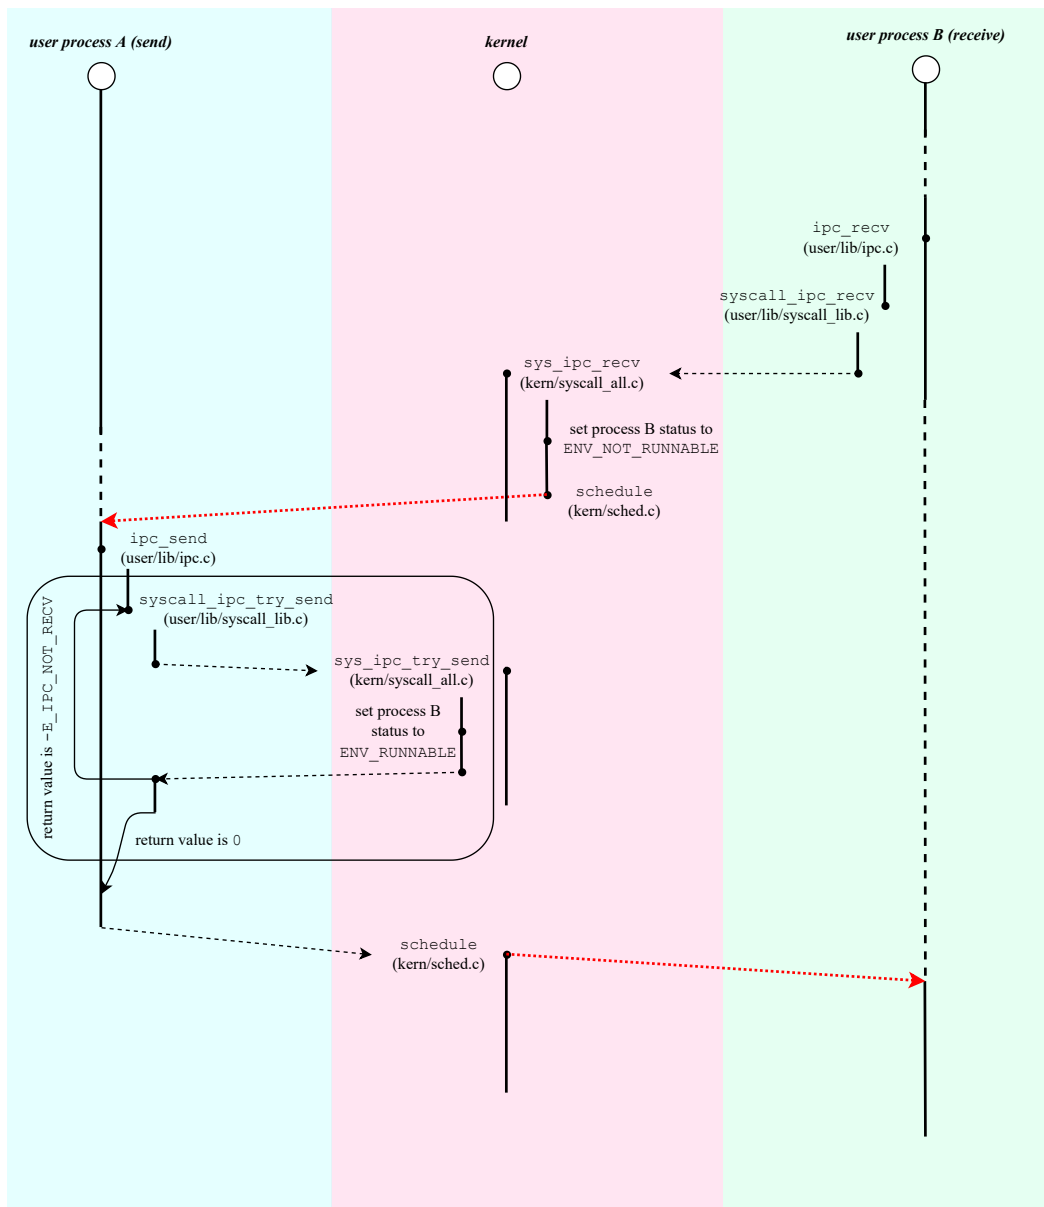 user process A (send)
kernel
user process B (receive)
ipc_recv
(user/lib/ipc.c)
syscall_ipc_recv
(user/lib/syscall_lib.c)
sys_ipc_recv
(kern/syscall_all.c)
set process B status to
ENV_NOT_RUNNABLE
schedule
(kern/sched.c)
ipc_send
(user/lib/ipc.c)
syscall_ipc_try_send
(user/lib/syscall_lib.c)
return value is -E_IPC_NOT_RECV
sys_ipc_try_send
(kern/syscall_all.c)
set process B
status to
ENV_RUNNABLE
return value is 0
schedule
(kern/sched.c)